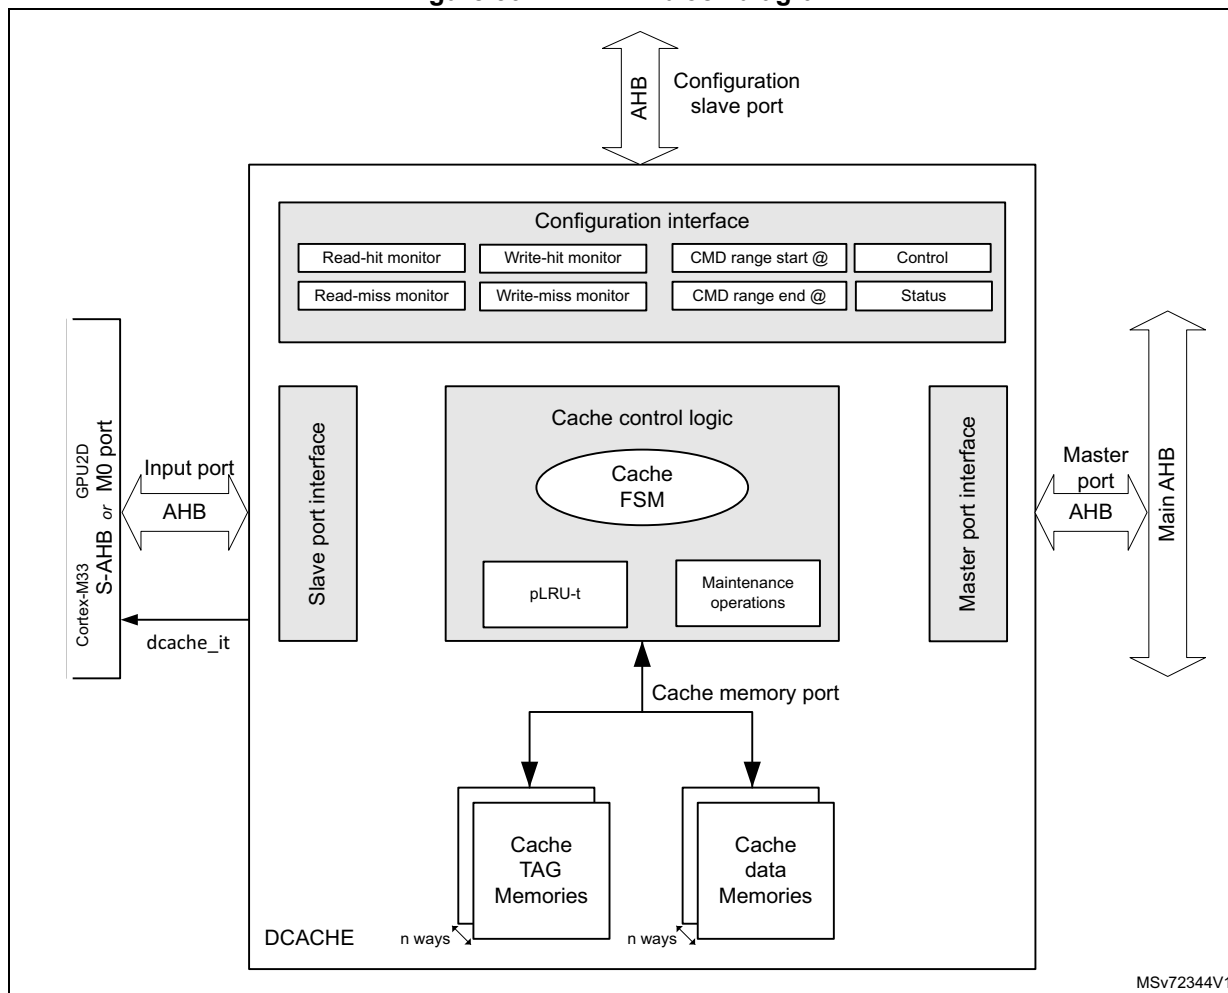 Configuration
slave port
AHB
Configuration interface
Read-hit monitor
Write-hit monitor
CMD range start @
Control
Read-miss monitor
Write-miss monitor
CMD range end @
Status
Cortex-M33 GPU2D
S-AHB or M0 port
Input port
AHB
dcache_it
Slave port interface
Cache control logic
Cache
FSM
pLRU-t
Maintenance
operations
Master port interface
Master
port
AHB
Main AHB
Cache memory port
Cache
TAG
Memories
Cache
data
Memories
n ways
n ways
DCACHE
MSv72344V1